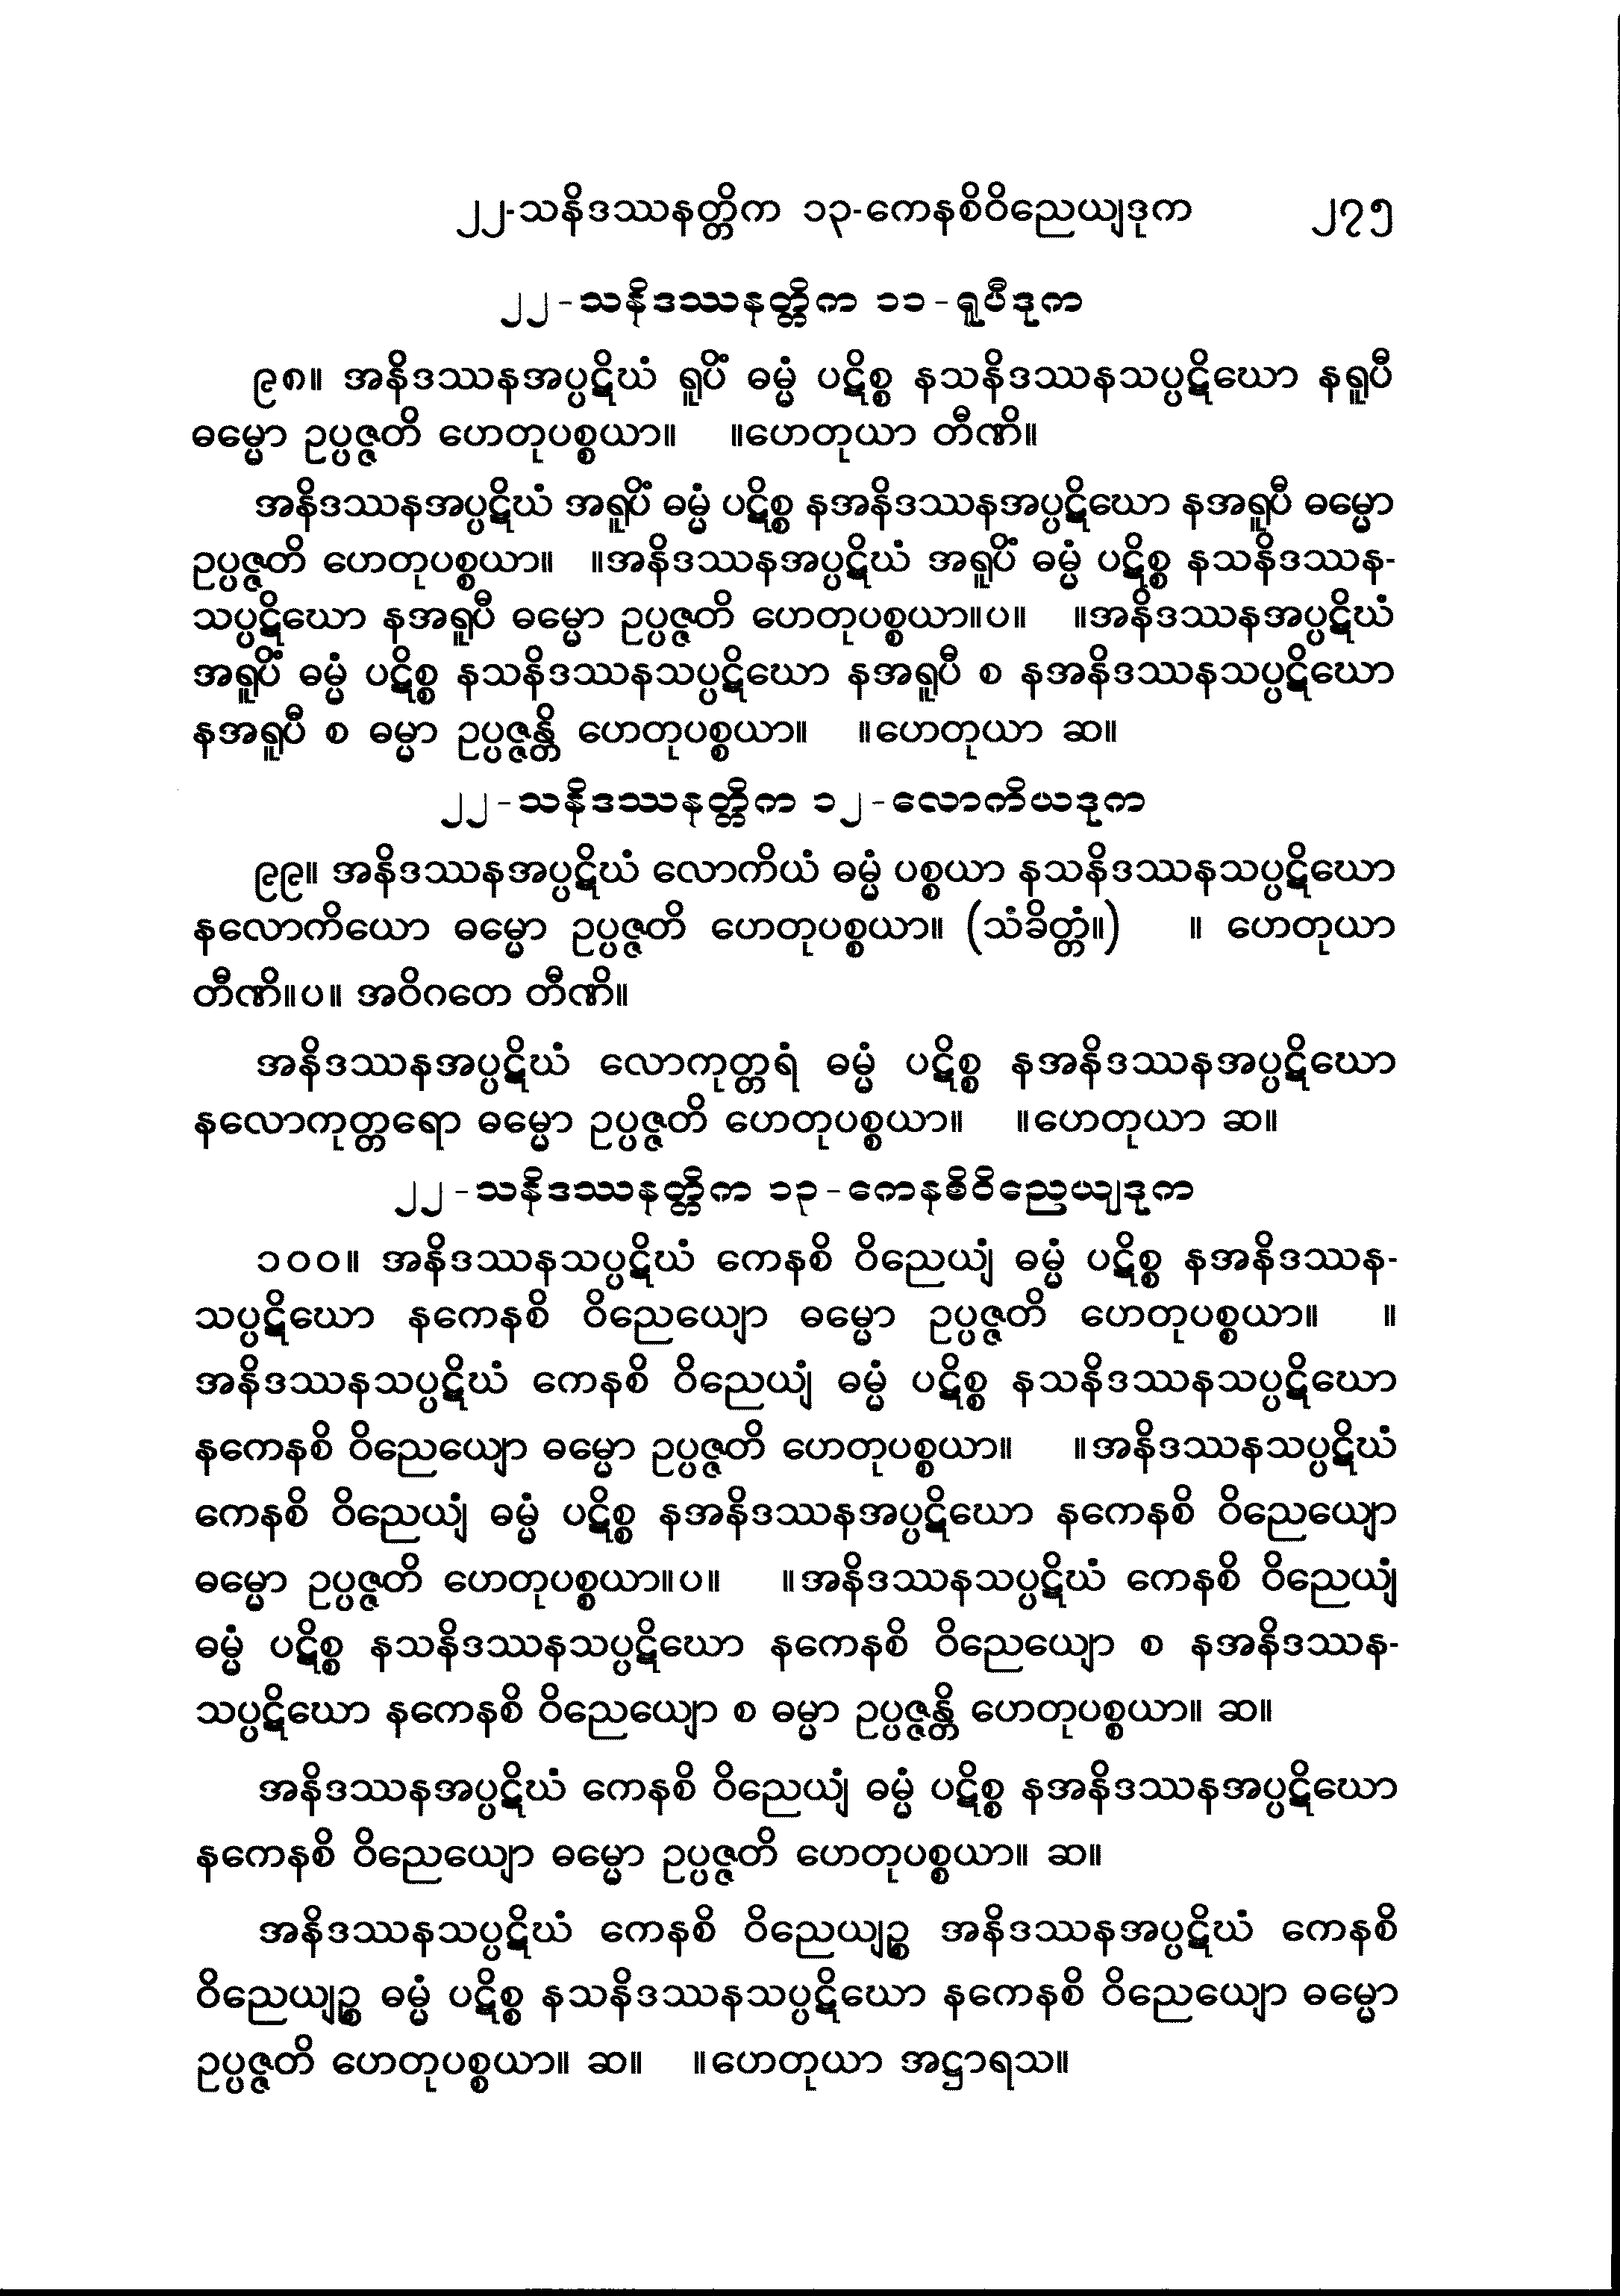 ၂၂-သနိဒဿနတ္တိက ၁၃-ကေနစိဝိညေယျဒုက ၂၇၅
၂၂-သနိဒဿနတ္တိက ၁၁-ရူပီဒုက
၉၈။ အနိဒဿနအပ္ပဋိဃံ ရူပိံ ဓမ္မံ ပဋိစ္စ နသနိဒဿနသပ္ပဋိဃော နရူပီ
ဓမ္မော ဥပ္ပဇ္ဇတိ ဟေတုပစ္စယာ။ ။ဟေတုယာ တီဏိ။
အနိဒဿနအပ္ပဋိဃံ အရူပိံ ဓမ္မံ ပဋိစ္စ နအနိဒဿနအပ္ပဋိဃော နအရူပီ ဓမ္မော
ဥပ္ပဇ္ဇတိ ဟေတုပစ္စယာ။ ။အနိဒဿနအပ္ပဋိဃံ အရူပိံ ဓမ္မံ ပဋိစ္စ နသနိဒဿန-
သပ္ပဋိဃော နအရူပီ ဓမ္မော ဥပ္ပဇ္ဇတိ ဟေတုပစ္စယာ။ပ။ ။အနိဒဿနအပ္ပဋိဃံ
အရူပိံ ဓမ္မံ ပဋိစ္စ နသနိဒဿနသပ္ပဋိဃော နအရူပီ စ နအနိဒဿနသပ္ပဋိဃော
နအရူပီ စ ဓမ္မာ ဥပ္ပဇ္ဇန္တိ ဟေတုပစ္စယာ။ ။ဟေတုယာ ဆ။
၂၂-သနိဒဿနတ္တိက ၁၂-လောကိယဒုက
၉၉။ အနိဒဿနအပ္ပဋိဃံ လောကိယံ ဓမ္မံ ပစ္စယာ နသနိဒဿနသပ္ပဋိဃော
နလောကိယော ဓမ္မော ဥပ္ပဇ္ဇတိ ဟေတုပစ္စယာ။ (သံခိတ္တံ။) ။ ဟေတုယာ
တီဏိ။ပ။ အဝိဂတေ တီဏိ။
အနိဒဿနအပ္ပဋိဃံ လောကုတ္တရံ ဓမ္မံ ပဋိစ္စ နအနိဒဿနအပ္ပဋိဃော
နလောကုတ္တရော ဓမ္မော ဥပ္ပဇ္ဇတိ ဟေတုပစ္စယာ။ ။ဟေတုယာ ဆ။
၂၂-သနိဒဿနတ္တိက ၁၃-ကေနစိဝိညေယျဒုက
၁၀၀။ အနိဒဿနသပ္ပဋိဃံ ကေနစိ ဝိညေယျံ ဓမ္မံ ပဋိစ္စ နအနိဒဿန-
သပ္ပဋိဃော နကေနစိ ဝိညေယျော ဓမ္မော ဥပ္ပဇ္ဇတိ ဟေတုပစ္စယာ။ ။
အနိဒဿနသပ္ပဋိဃံ ကေနစိ ဝိညေယျံ ဓမ္မံ ပဋိစ္စ နသနိဒဿနသပ္ပဋိဃော
နကေနစိ ဝိညေယျော ဓမ္မော ဥပ္ပဇ္ဇတိ ဟေတုပစ္စယာ။ ။အနိဒဿနသပ္ပဋိဃံ
ကေနစိ ဝိညေယျံ ဓမ္မံ ပဋိစ္စ နအနိဒဿနအပ္ပဋိဃော နကေနစိ ဝိညေယျော
ဓမ္မော ဥပ္ပဇ္ဇတိ ဟေတုပစ္စယာ။ပ။ ။အနိဒဿနသပ္ပဋိဃံ ကေနစိ ဝိညေယျံ
ဓမ္မံ ပဋိစ္စ နသနိဒဿနသပ္ပဋိဃော နကေနစိ ဝိညေယျော စ နအနိဒဿန-
သပ္ပဋိဃော နကေနစိ ဝိညေယျော စ ဓမ္မာ ဥပ္ပဇ္ဇန္တိ ဟေတုပစ္စယာ။ ဆ။
အနိဒဿနအပ္ပဋိဃံ ကေနစိ ဝိညေယျံ ဓမ္မံ ပဋိစ္စ နအနိဒဿနအပ္ပဋိဃော
နကေနစိ ဝိညေယျော ဓမ္မော ဥပ္ပဇ္ဇတိ ဟေတုပစ္စယာ။ ဆ။
အနိဒဿနသပ္ပဋိဃံ ကေနစိ ဝိညေယျဉ္စ အနိဒဿနအပ္ပဋိဃံ ကေနစိ
ဝိညေယျဉ္စ ဓမ္မံ ပဋိစ္စ နသနိဒဿနသပ္ပဋိဃော နကေနစိ ဝိညေယျော ဓမ္မော
ဥပ္ပဇ္ဇတိ ဟေတုပစ္စယာ။ ဆ။ ။ဟေတုယာ အဋ္ဌာရသ။